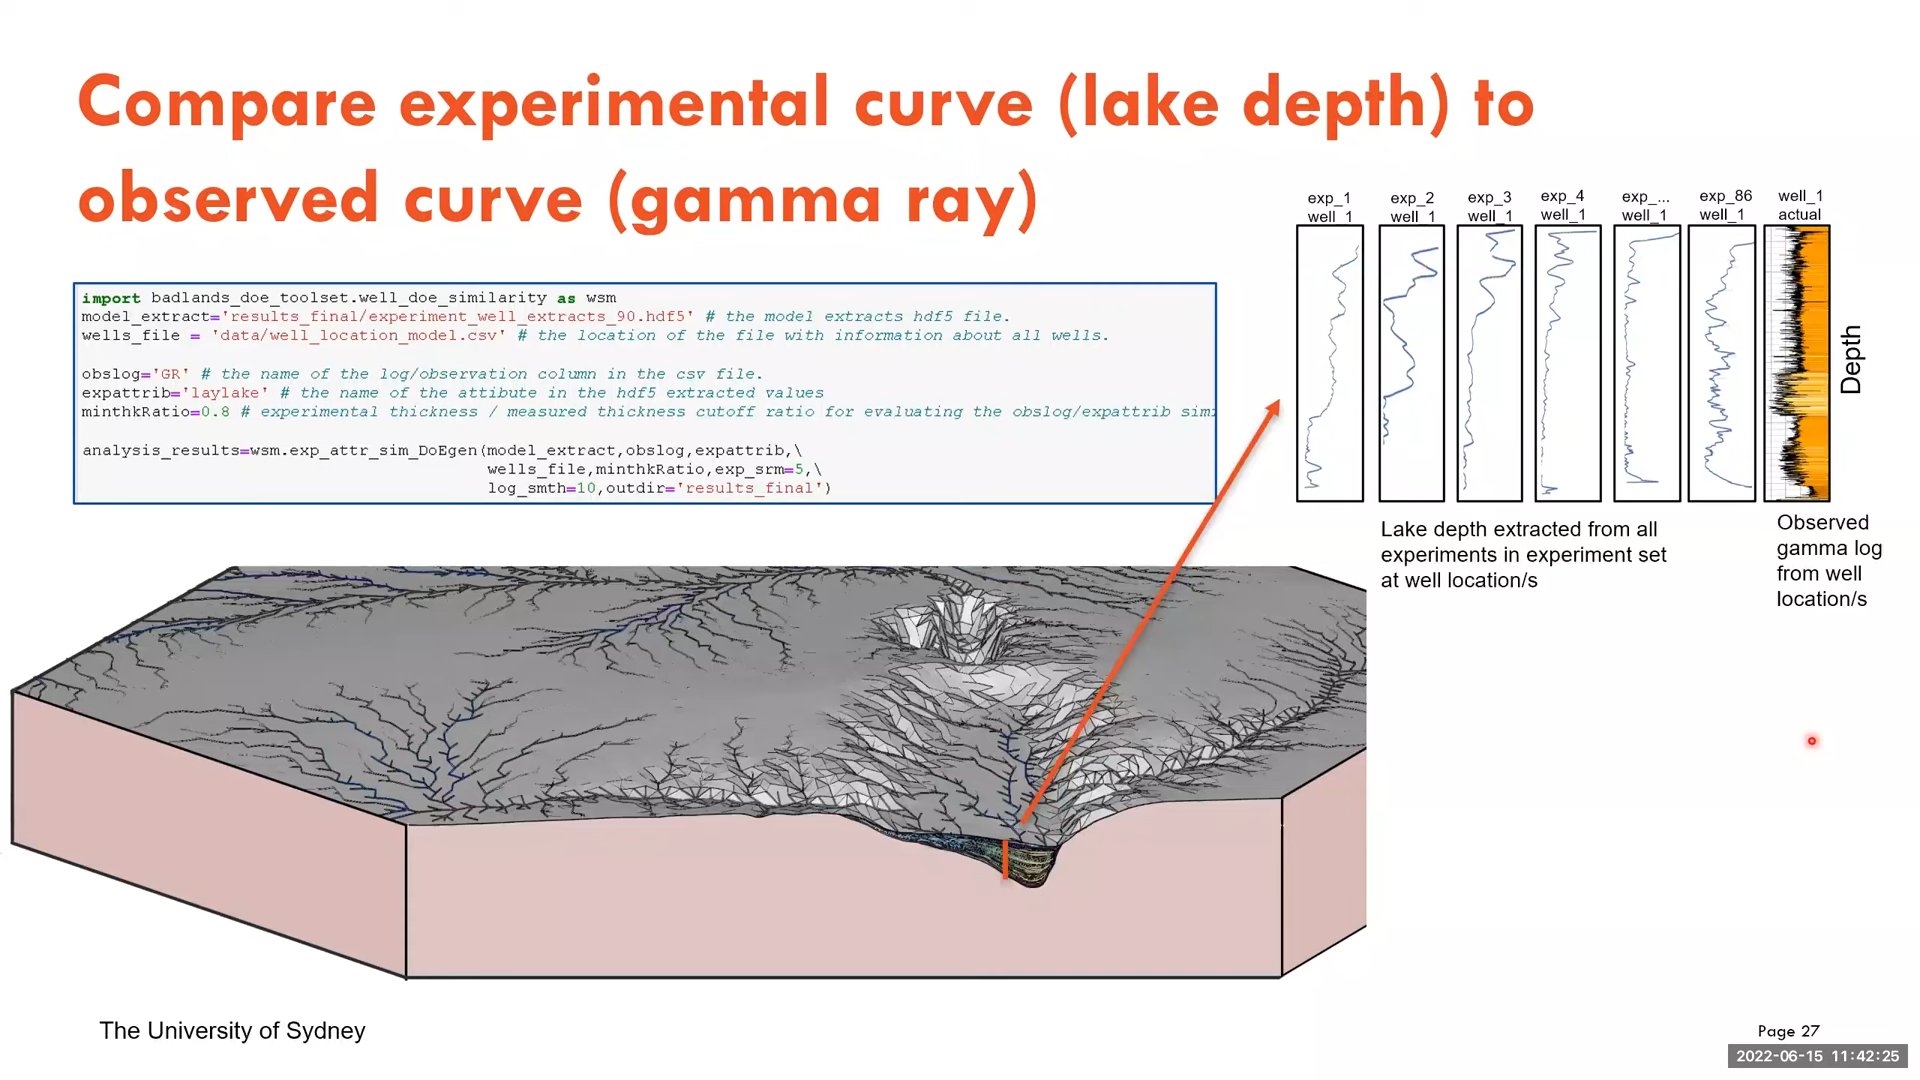 Compare experimental curve (lake depth) to
observed curve (gamma ray)
import badlands_doe_toolset.well_doe_similarity as wsm
model_extract='results_final/experiment_well_extracts_90.hdf5' # the model extracts hdf5 file.
wells_file = 'data/well_location_model.csv' # the location of the file with information about all wells.
obslog='GR' # the name of the log/observation column in the csv file.
expattrib='laylake' # the name of the attibute in the hdf5 extracted values
minthkRatio=0.8 # experimental thickness / measured thickness cutoff ratio for evaluating the obslog/expattrib sim
analysis_results=wsm.exp_attr_sim_DoEgen(model_extract,obslog,expattrib,\
wells_file,minthkRatio,exp_srm=5,\
log_smth=10,outdir='results_final')
exp_1
well_1
exp_2
well_1
exp_3
well_1
exp_4
well_1
exp_...
well_1
exp_86
well_1
well_1
actual
Depth
Lake depth extracted from all
experiments in experiment set
at well location/s
Observed
gamma log
from well
location/s
The University of Sydney
Page 27
2022-06-15 11:42:25